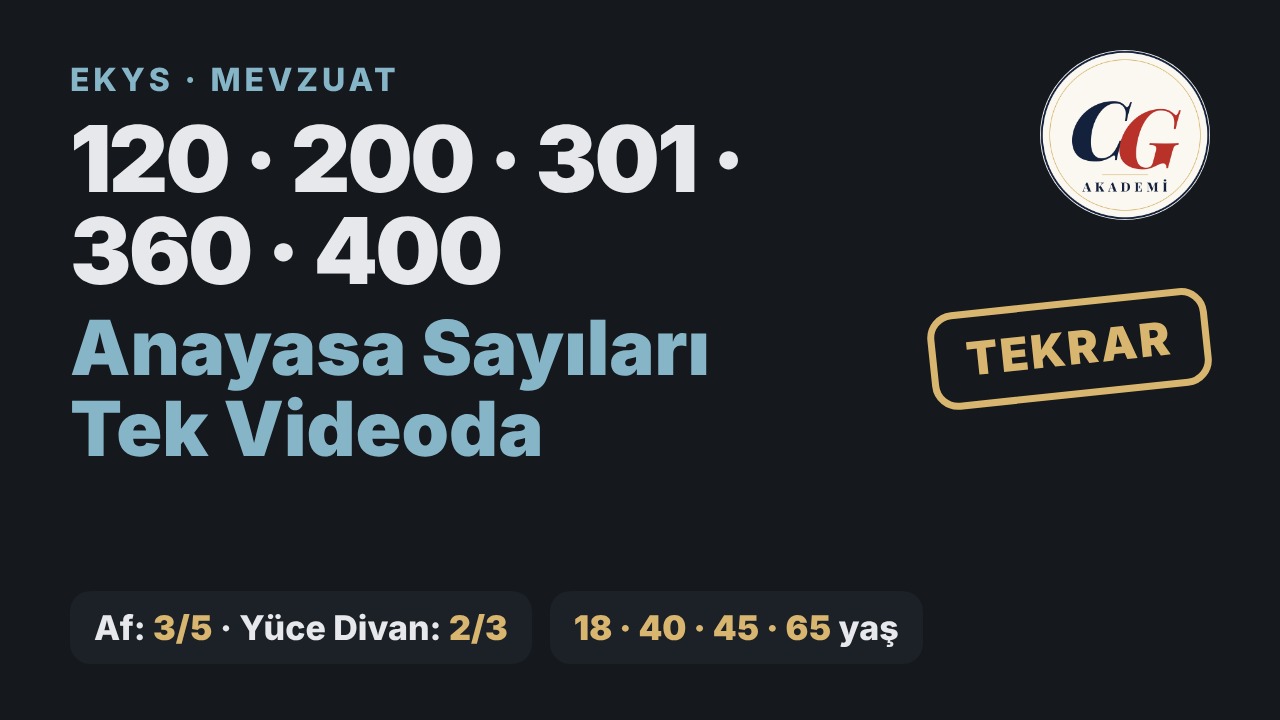 EKYS · MEVZUAT
120 · 200 · 301 ·
360 · 400
Anayasa Sayıları
Tek Videoda
CG
AKADEMİ
TEKRAR
Af: 3/5 · Yüce Divan: 2/3
18 · 40 · 45 · 65 yaş